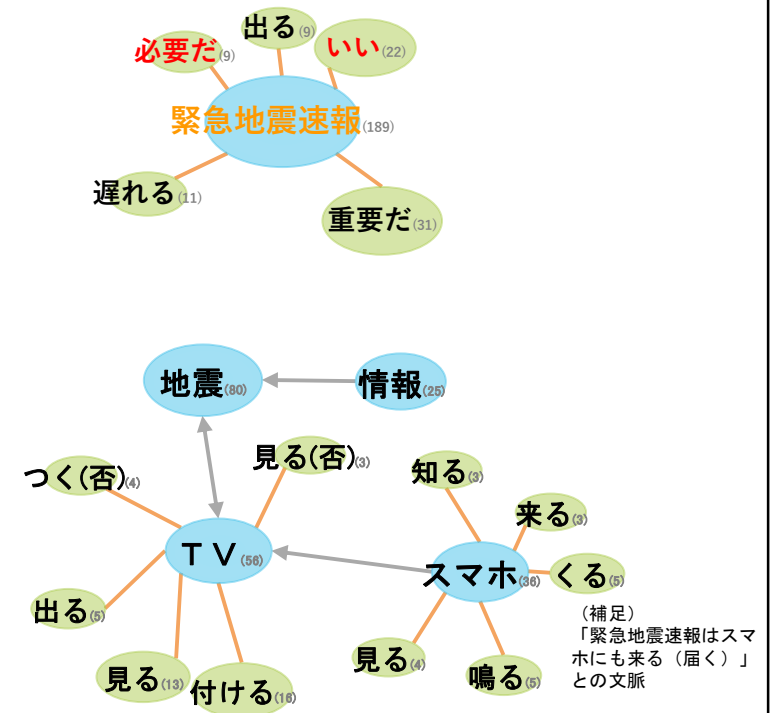 出る(9)
必要だ(9)
いい(22)
緊急地震速報(189)
遅れる(11)
重要だ(31)
地震(80)
情報(25)
見る(否)(3)
つく(否)(4)
知る(3)
来る(3)
ＴＶ(56)
スマホ(36)
くる(5)
出る(5)
（補足）
「緊急地震速報はスマ
ホにも来る（届く）」
との文脈
見る(4)
見る(13)
鳴る(5)
付ける(16)